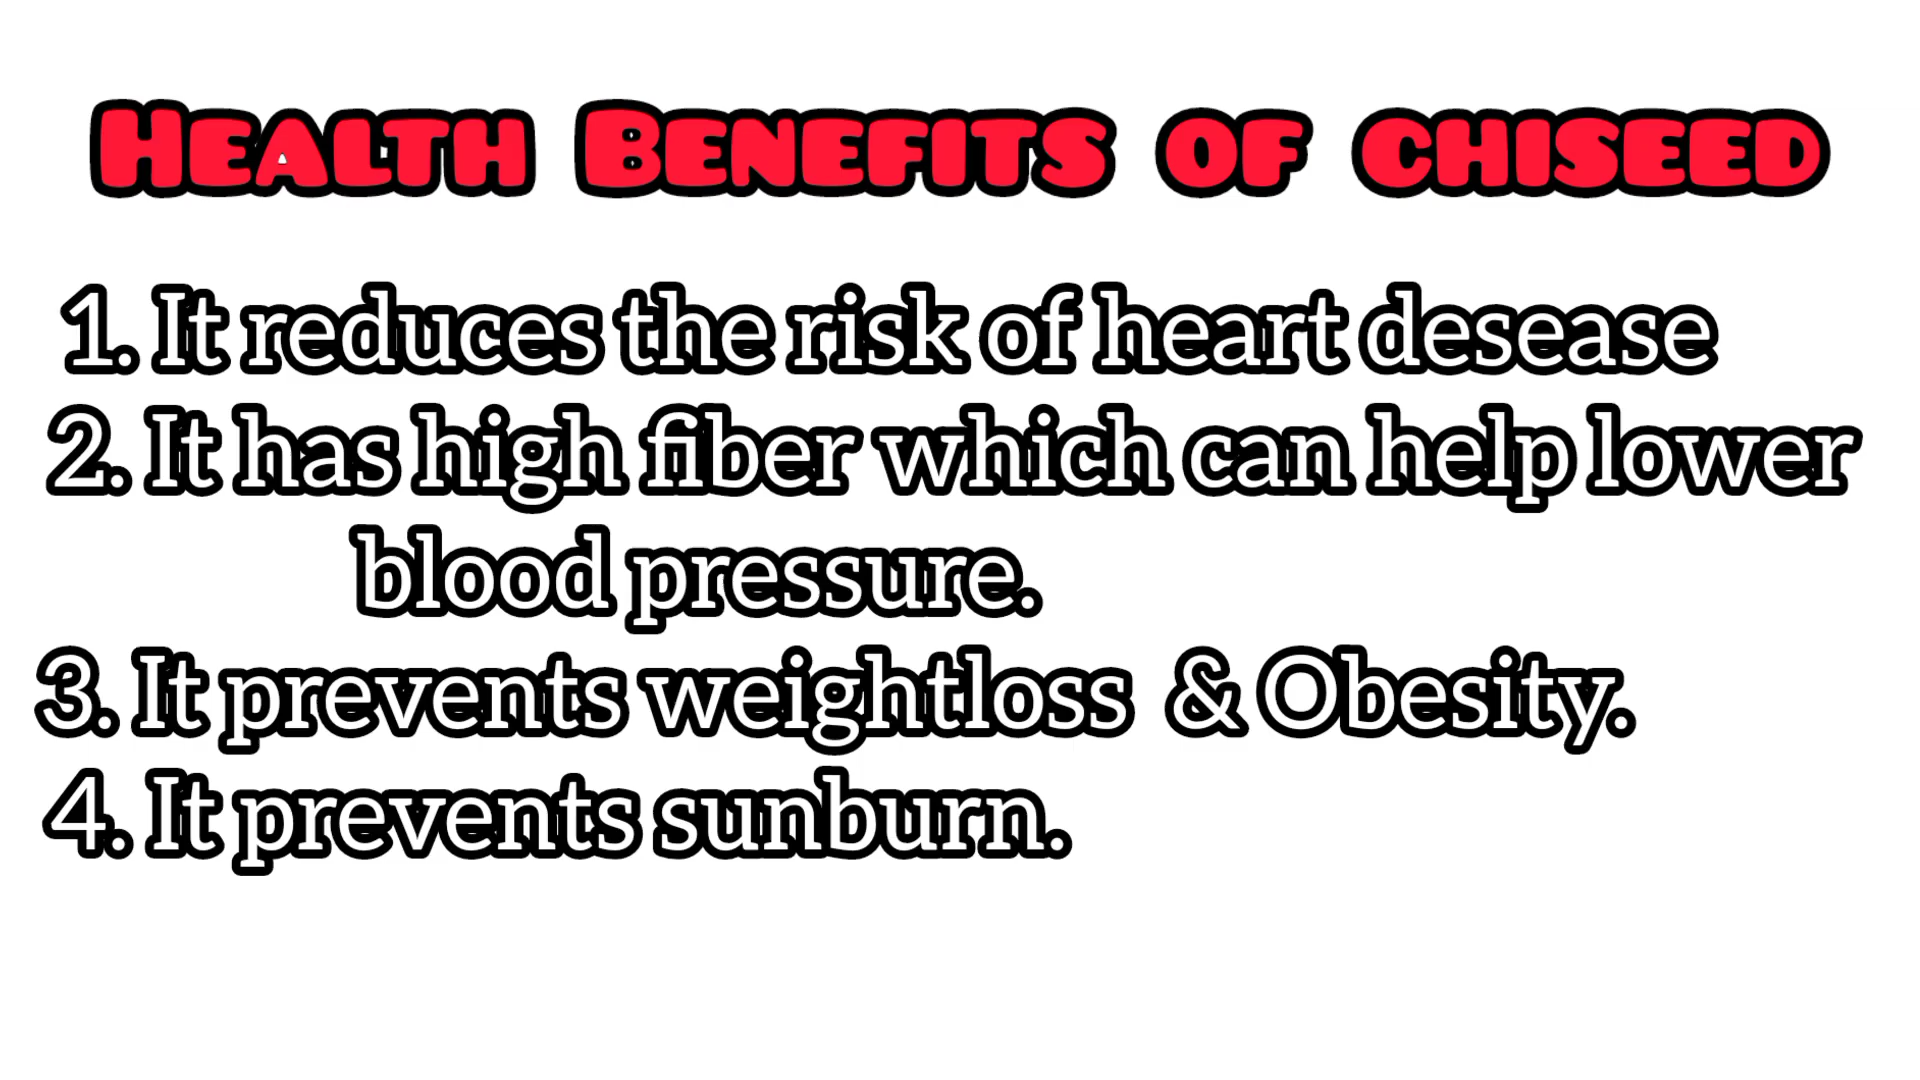 Health Benefits of chiseed
1. It reduces the risk of heart desease
2. It has high fiber which can help lower
blood pressure.
3. It prevents weightloss & Obesity.
4. It prevents sunburn.